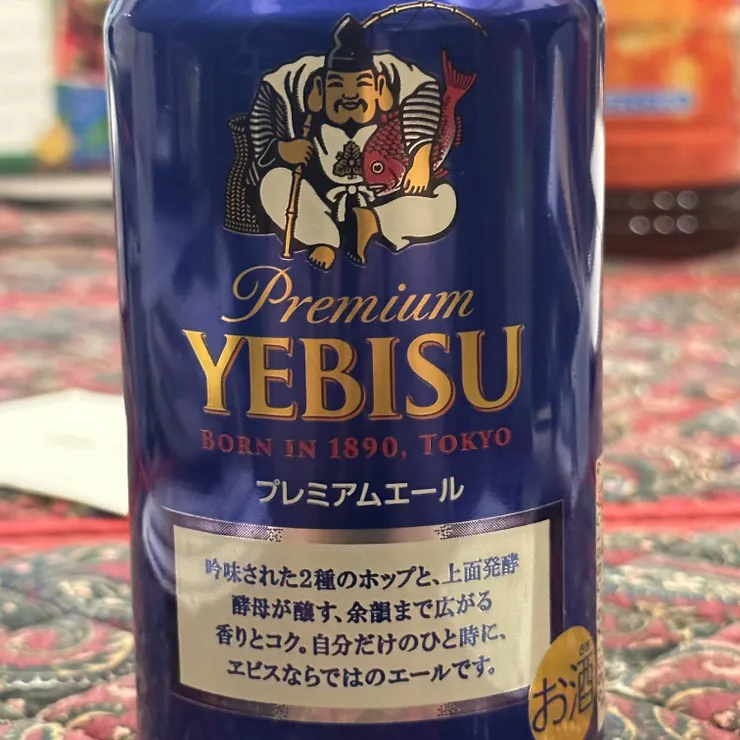 Premium
YEBISU
BORN IN 1890, TOKYO
プレミアムエール
吟味された2種のホップと、上面発酵
酵母が醸す、余韻まで広がる
香りとコク。自分だけのひと時に、
ヱビスならではのエールです。
お酒